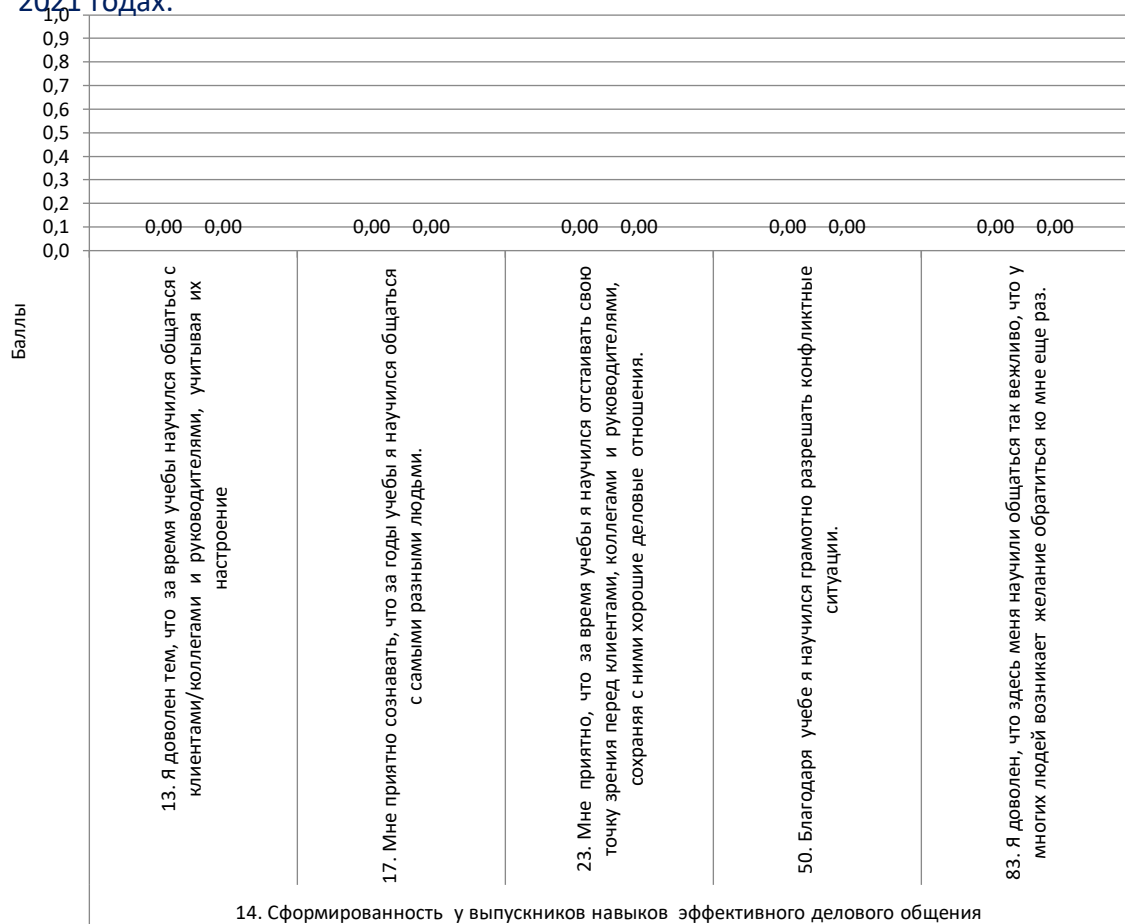 2021 годах.
1,0
0,9
0,8
0,7
0,6
0,5
0,4
0,3
0,2
0,1
0,0
0,00 0,00 0,00 0,00 0,00 0,00 0,00 0,00 0,00 0,00
Баллы
13. Я доволен тем, что за время учебы научился общаться с
клиентами/коллегами и руководителями, учитывая их
настроение
17. Мне приятно сознавать, что за годы учебы я научился общаться
с самыми разными людьми.
23. Мне приятно, что за время учебы я научился отстаивать свою
точку зрения перед клиентами, коллегами и руководителями,
сохраняя с ними хорошие деловые отношения.
50. Благодаря учебе я научился грамотно разрешать конфликтные
ситуации.
83. Я доволен, что здесь меня научили общаться так вежливо, что у
многих людей возникает желание обратиться ко мне еще раз.
14. Сформированность у выпускников навыков эффективного делового общения